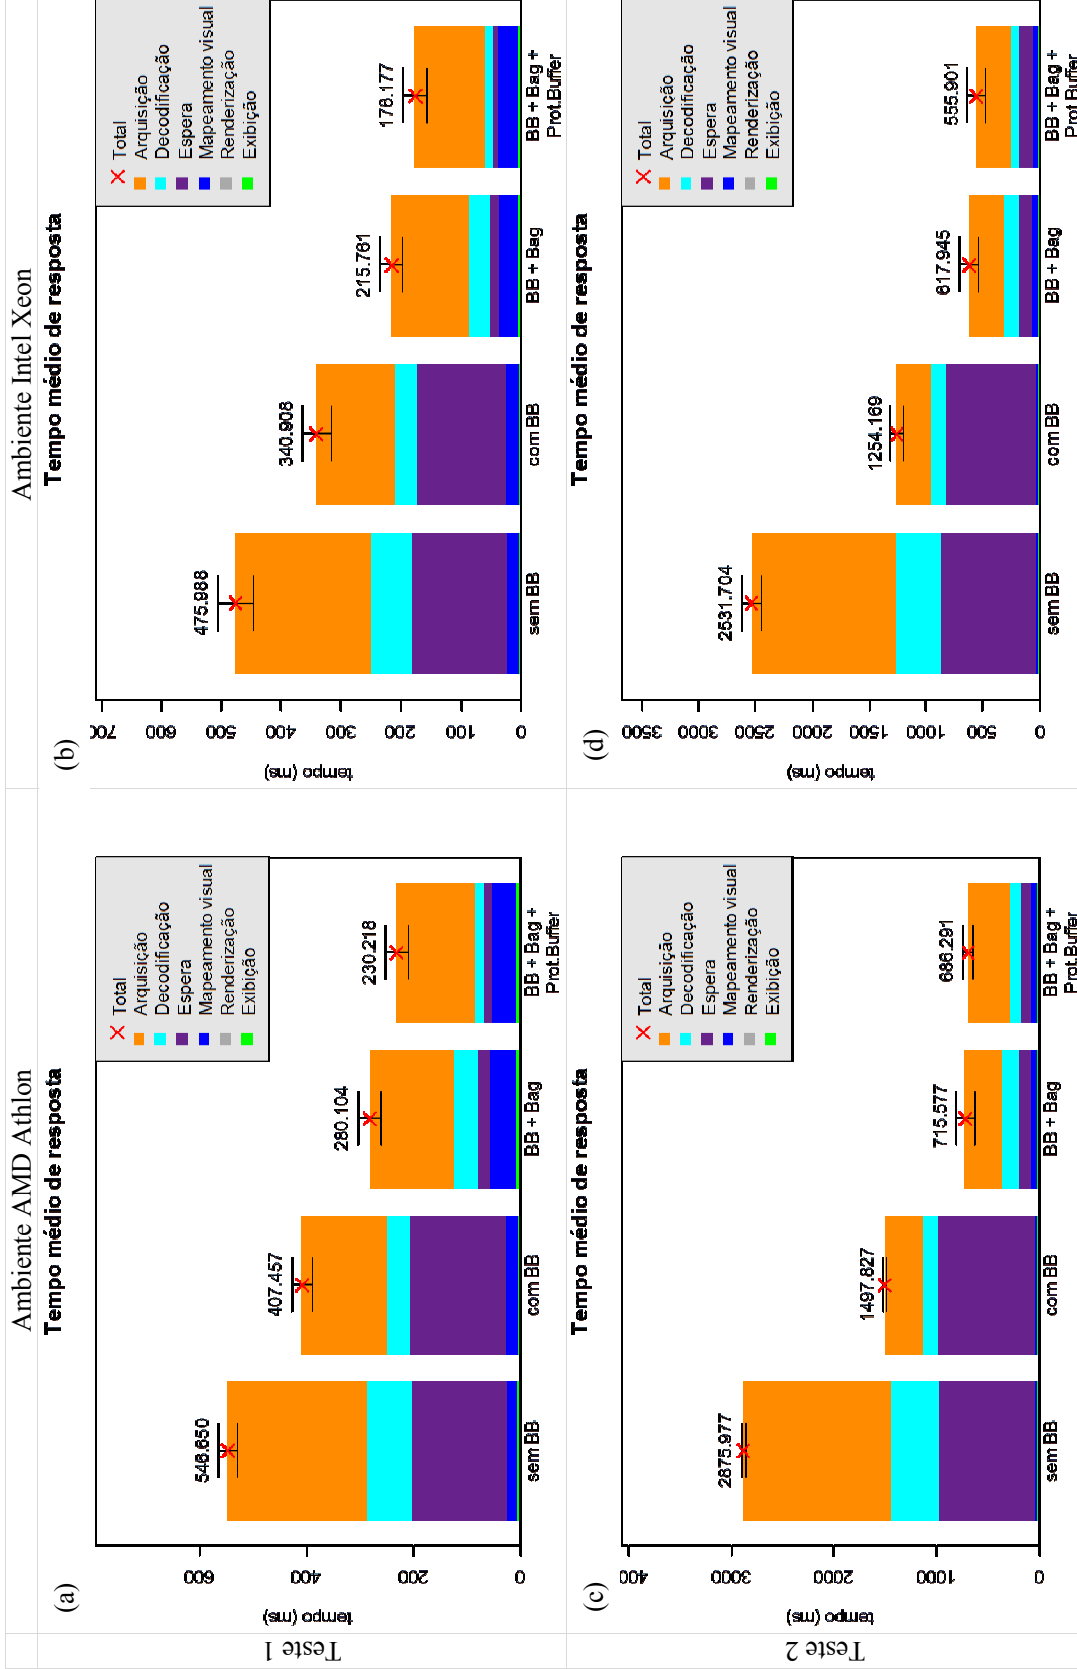 Ambiente AMD Athlon
Ambiente Intel Xeon
Teste 1
(a)
Tempo médio de resposta
tempo (ms)
0
200
400
600
546.650
407.457
280.104
230.218
sem BB
com BB
BB + Bag
BB + Bag +
Prot.Buffer
Total
Arquisição
Decodificação
Espera
Mapeamento visual
Renderização
Exibição
(b)
Tempo médio de resposta
tempo (ms)
0
100
200
300
400
500
600
700
475.988
340.908
215.761
176.177
sem BB
com BB
BB + Bag
BB + Bag +
Prot.Buffer
Total
Arquisição
Decodificação
Espera
Mapeamento visual
Renderização
Exibição
Teste 2
(c)
Tempo médio de resposta
tempo (ms)
0
1000
2000
3000
400
2875.977
1497.827
715.577
686.291
sem BB
com BB
BB + Bag
BB + Bag +
Prot.Buffer
Total
Arquisição
Decodificação
Espera
Mapeamento visual
Renderização
Exibição
(d)
Tempo médio de resposta
tempo (ms)
0
500
1000
1500
2000
2500
3000
3500
2531.704
1254.169
617.945
555.901
sem BB
com BB
BB + Bag
BB + Bag +
Prot.Buffer
Total
Arquisição
Decodificação
Espera
Mapeamento visual
Renderização
Exibição